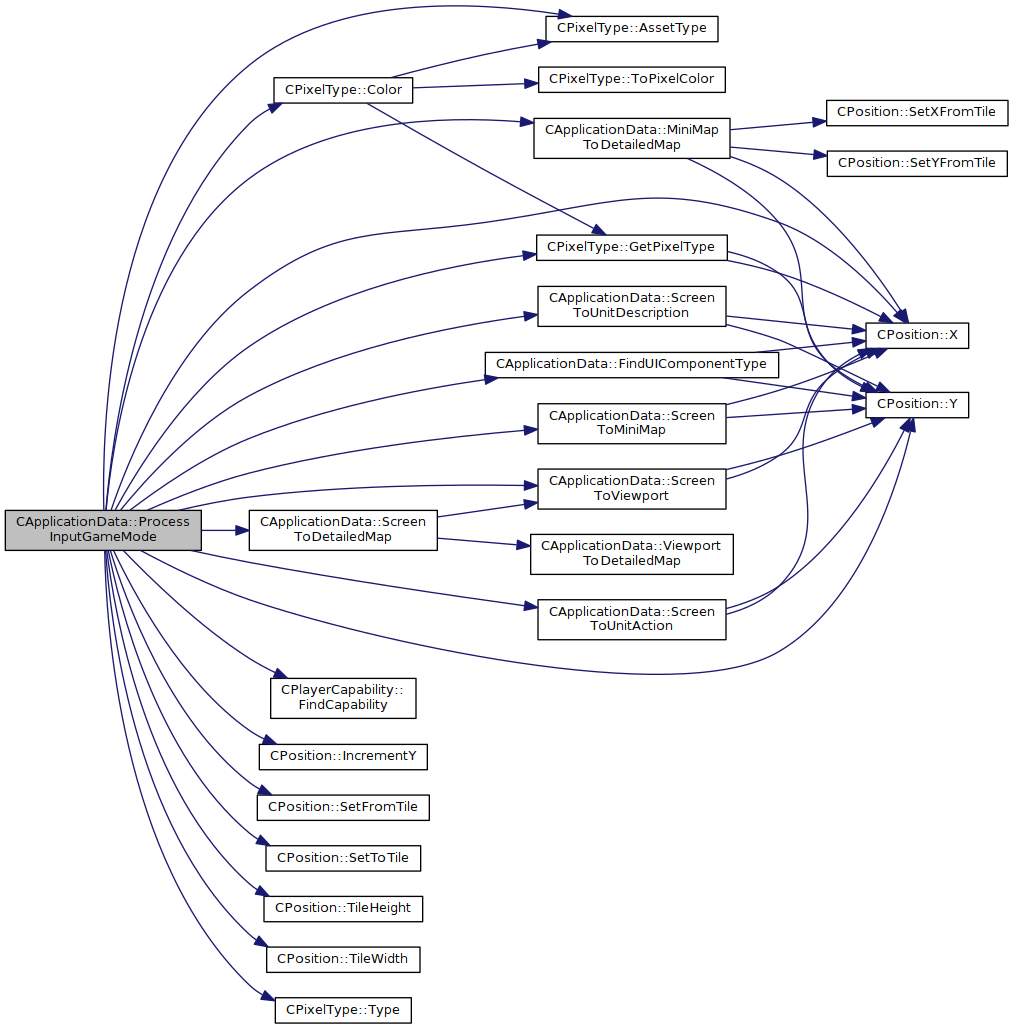 CPixelType::AssetType
CPixelType::ToPixelColor
CPixelType::Color
CPosition::SetXFromTile
CApplicationData::MiniMap
ToDetailedMap
CPosition::SetYFromTile
CPixelType::GetPixelType
CApplicationData::Screen
ToUnitDescription
CPosition::X
CApplicationData::FindUIComponentType
CPosition::Y
CApplicationData::Screen
ToMiniMap
CApplicationData::Screen
ToViewport
CApplicationData::Process
InputGameMode
CApplicationData::Screen
ToDetailedMap
CApplicationData::Viewport
ToDetailedMap
CApplicationData::Screen
ToUnitAction
CPlayerCapability::
FindCapability
CPosition::IncrementY
CPosition::SetFromTile
CPosition::SetToTile
CPosition::TileHeight
CPosition::TileWidth
CPixelType::Type